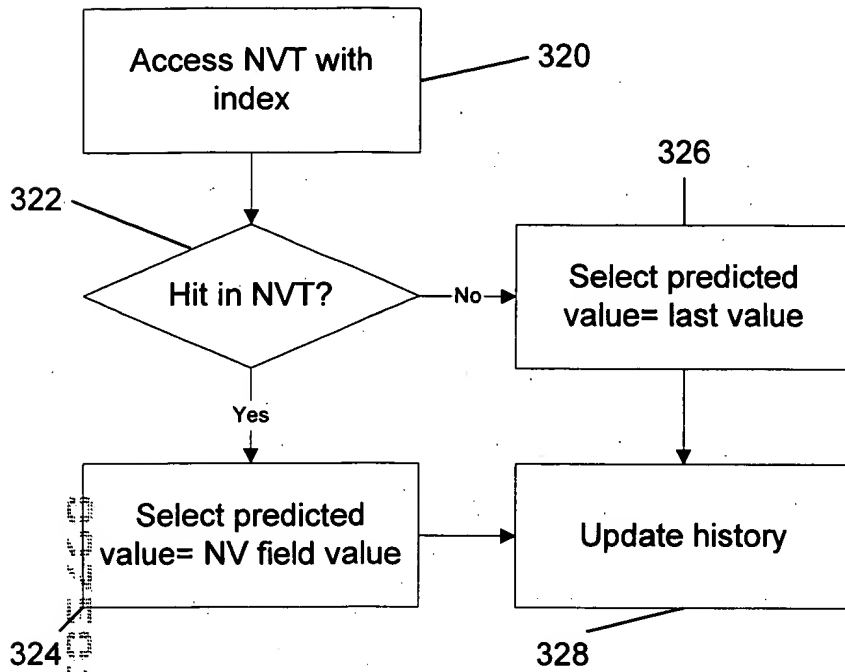 Access NVT with
index
320
322
326
Hit in NVT?
No
Select predicted
value= last value
Yes
Select predicted
value= NV field value
Update history
324
328